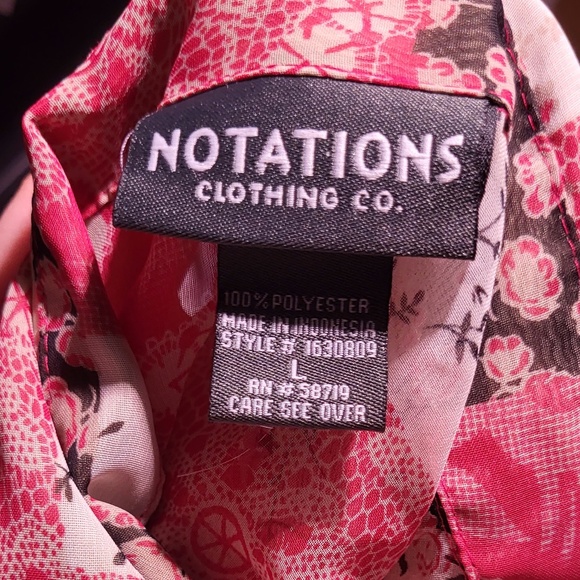 NOTATIONS
CLOTHING CO.
100% POLYESTER
MADE IN INDONESIA
STYLE # 1630809
L
RN # 58719
CARE SEE OVER